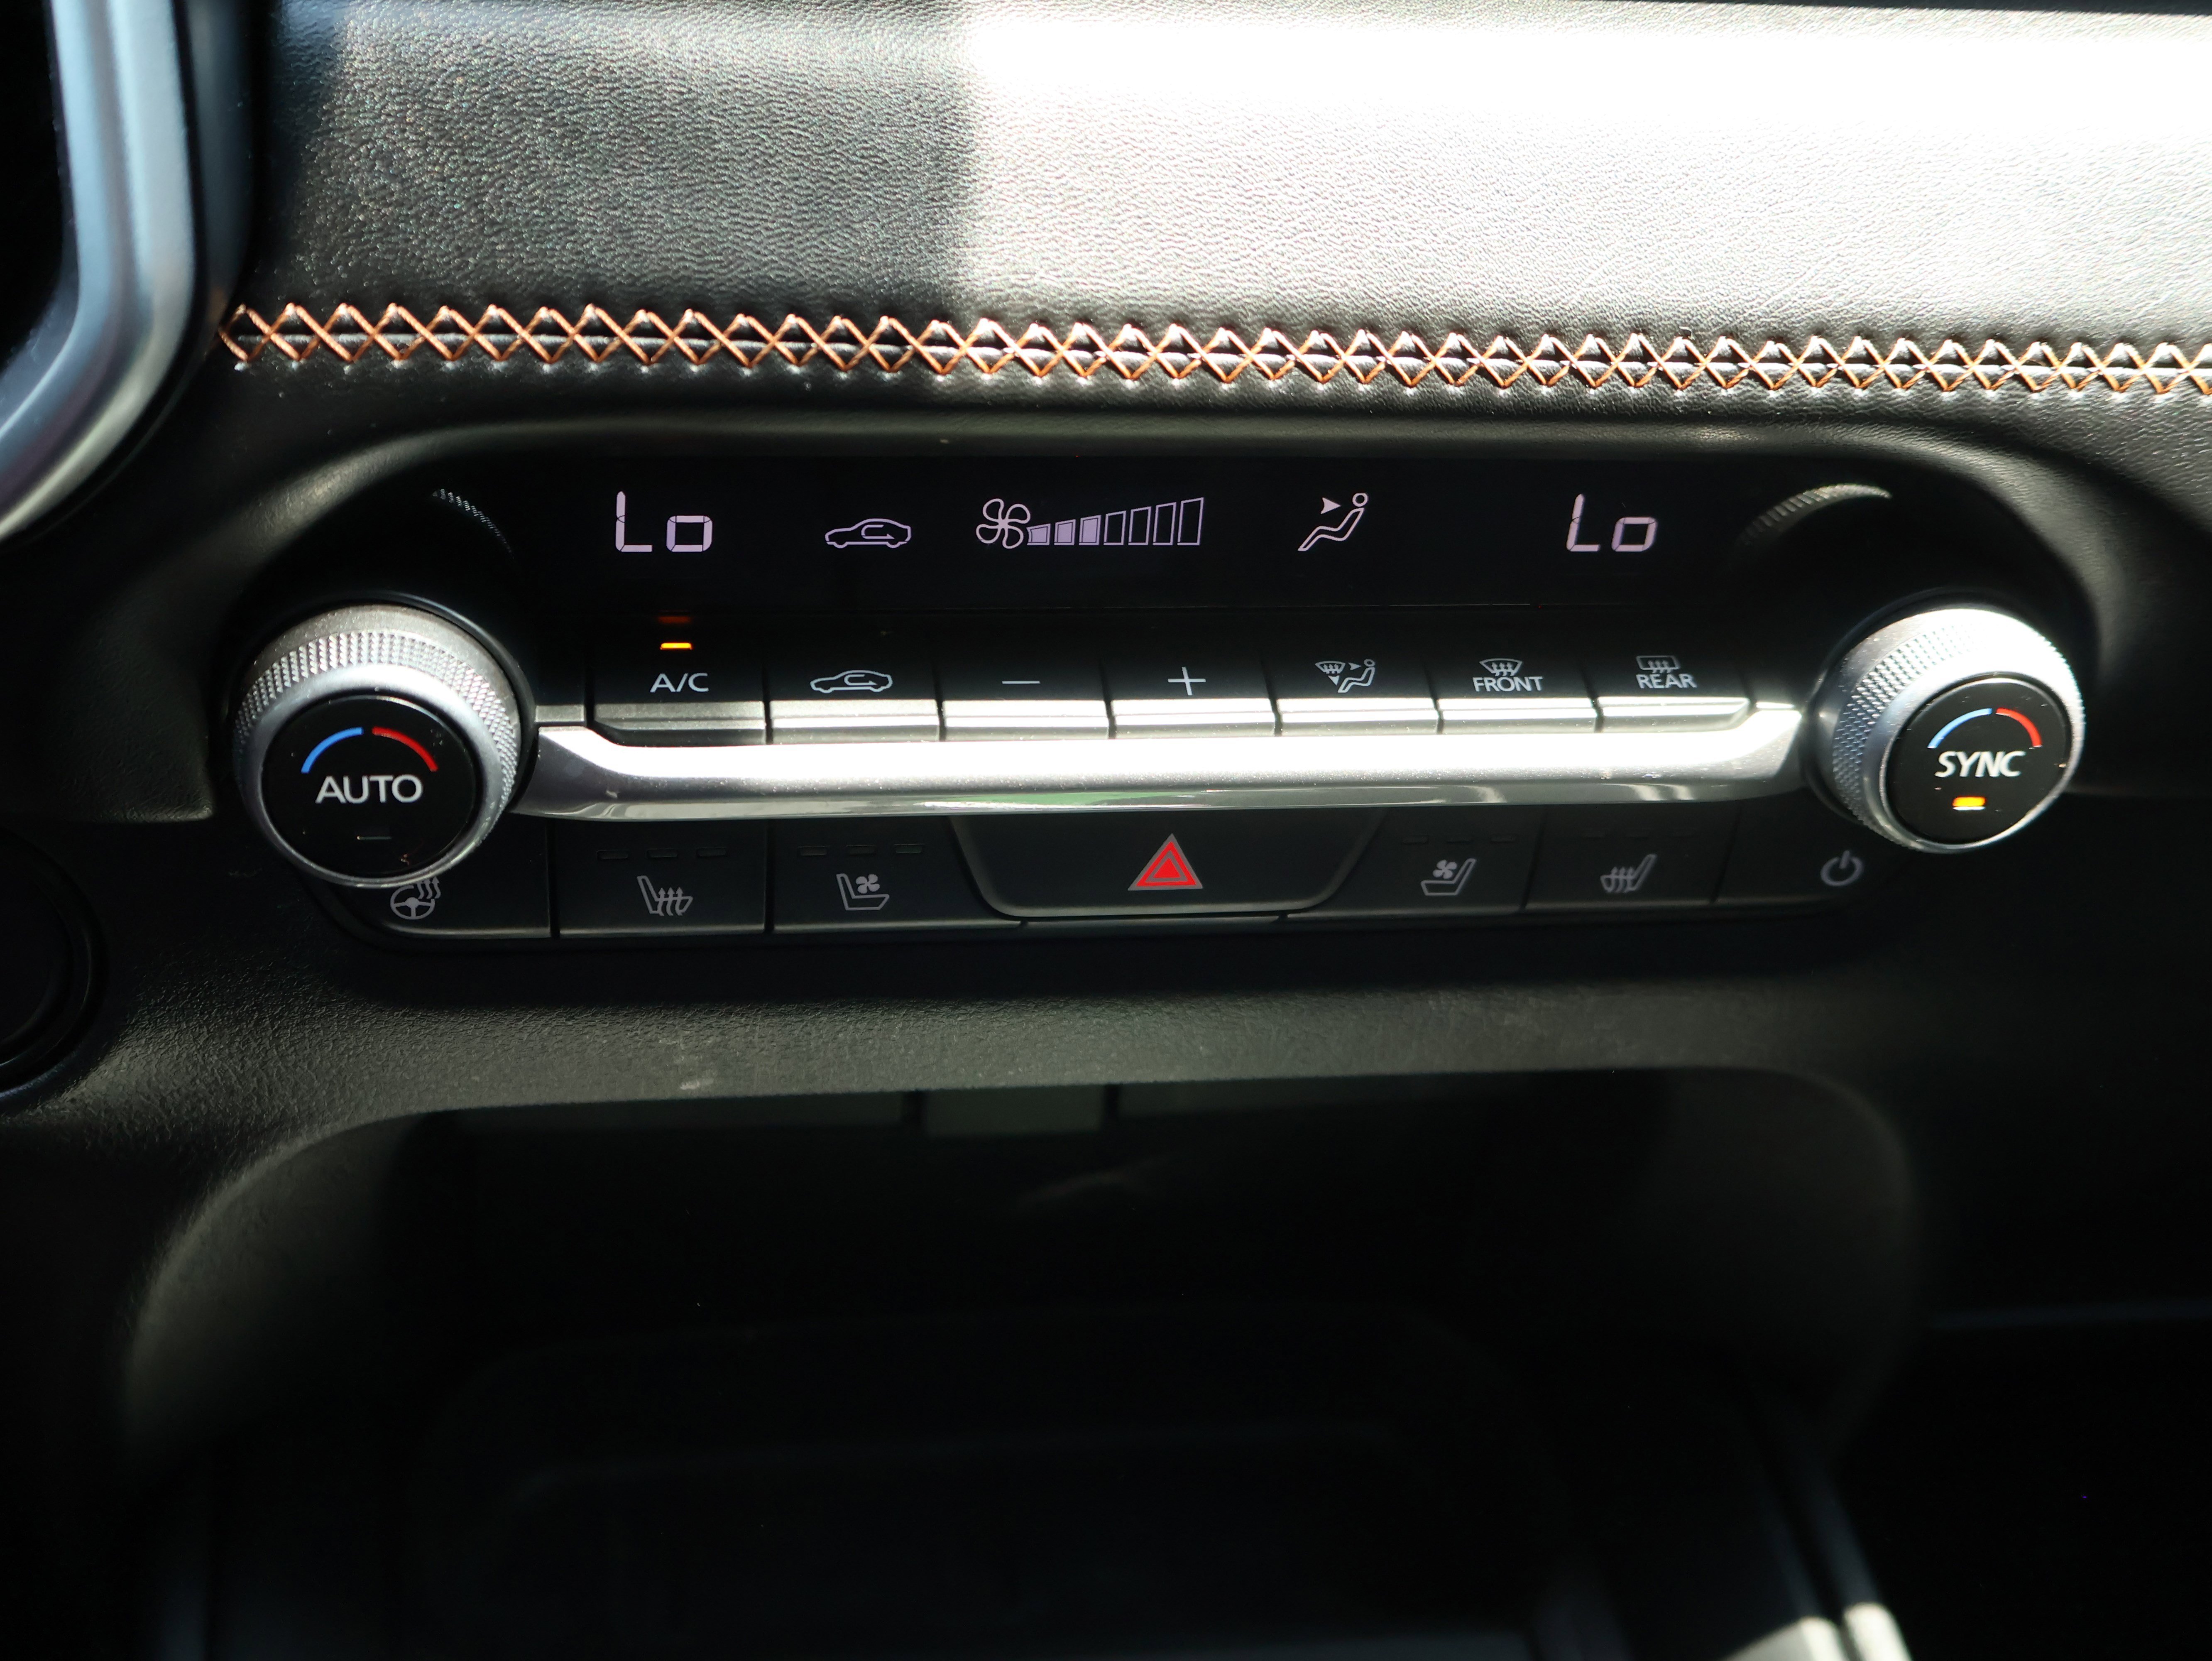 Lo Lo
A/C − + FRONT REAR
AUTO SYNC